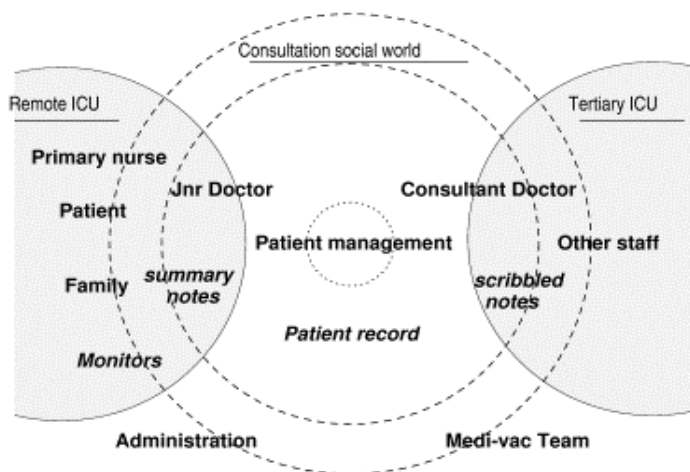 Consultation social world
Remote ICU
Tertiary ICU
Primary nurse
Jnr Doctor
Consultant Doctor
Patient
Patient management
Other staff
Family
summary
notes
scribbled
notes
Patient record
Monitors
Administration
Medi-vac Team